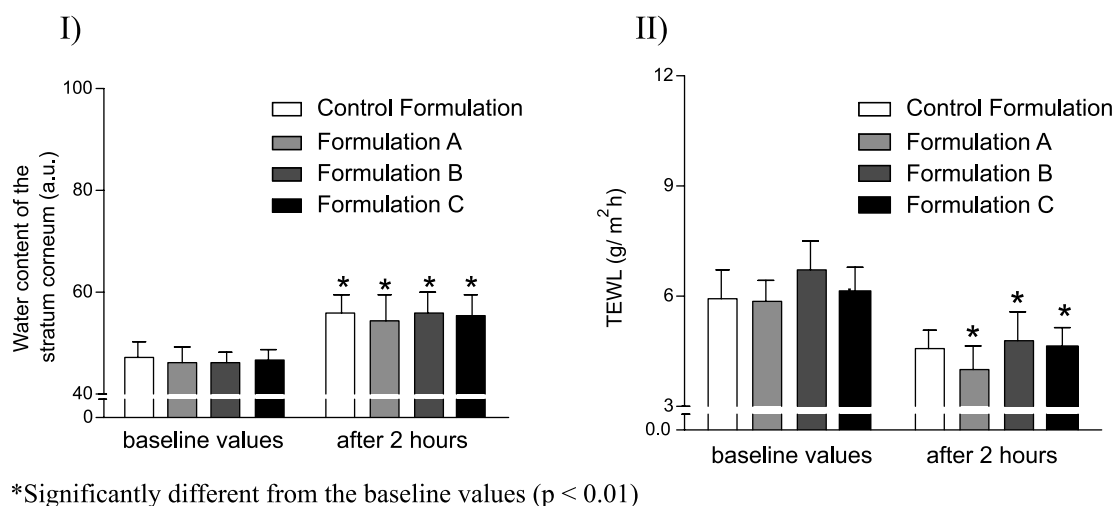 I)
Water content of the
stratum corneum (a.u.)
100
80
60
40
0
Control Formulation
Formulation A
Formulation B
Formulation C
* * * *
baseline values
after 2 hours
II)
TEWL (g/ m²h)
12
9
6
3
0.0
Control Formulation
Formulation A
Formulation B
Formulation C
* * *
baseline values
after 2 hours
*Significantly different from the baseline values (p < 0.01)